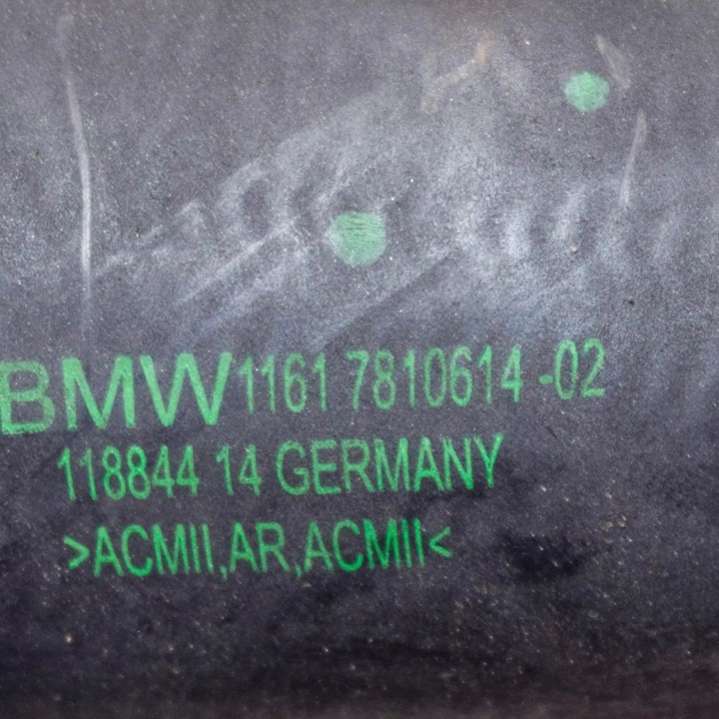 BMW 1161 7810614 -02
118844 14 GERMANY
>ACMII,AR,ACMII<